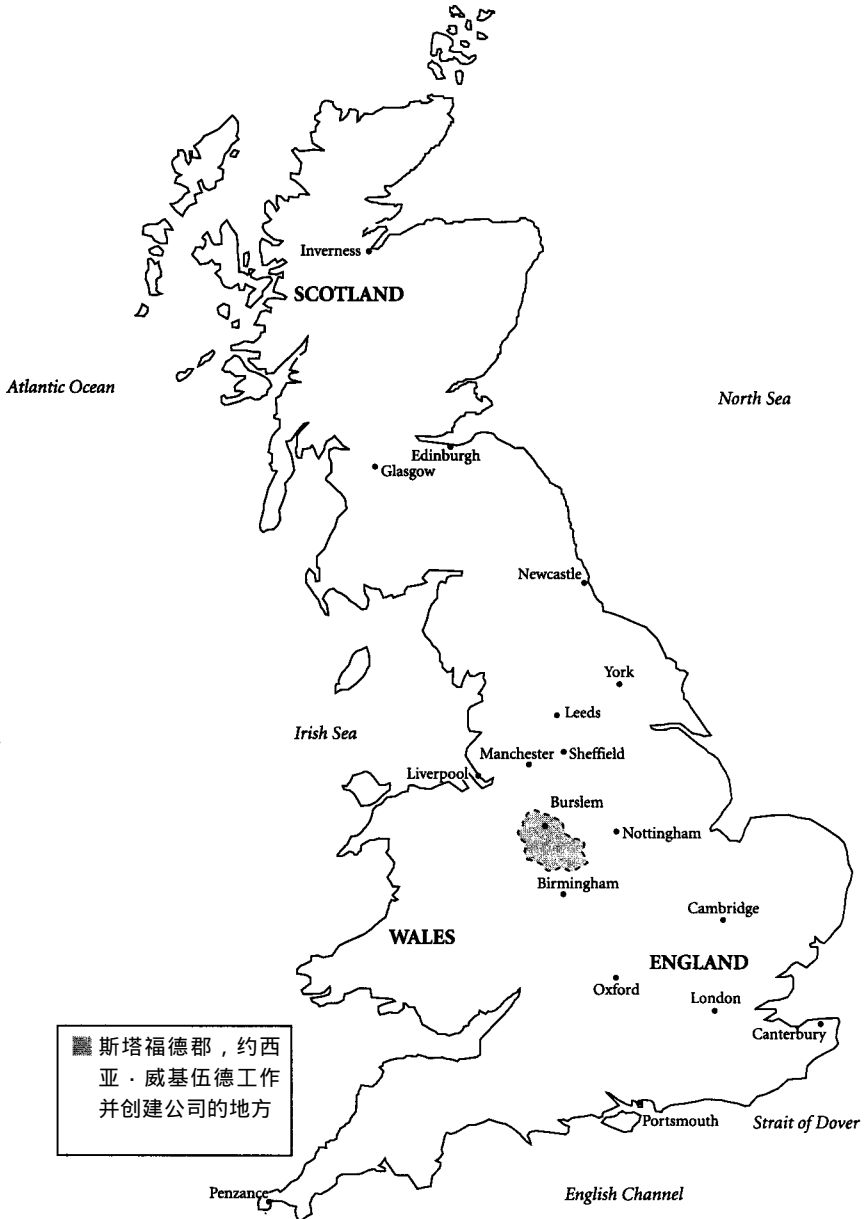 Inverness
SCOTLAND
Atlantic Ocean
North Sea
Edinburgh
Glasgow
Newcastle
York
Leeds
Irish Sea
Manchester
Sheffield
Liverpool
Burslem
Nottingham
Birmingham
Cambridge
WALES
ENGLAND
Oxford
London
Canterbury
斯塔福德郡，约西
亚·威基伍德工作
并创建公司的地方
Portsmouth
Strait of Dover
Penzance
English Channel